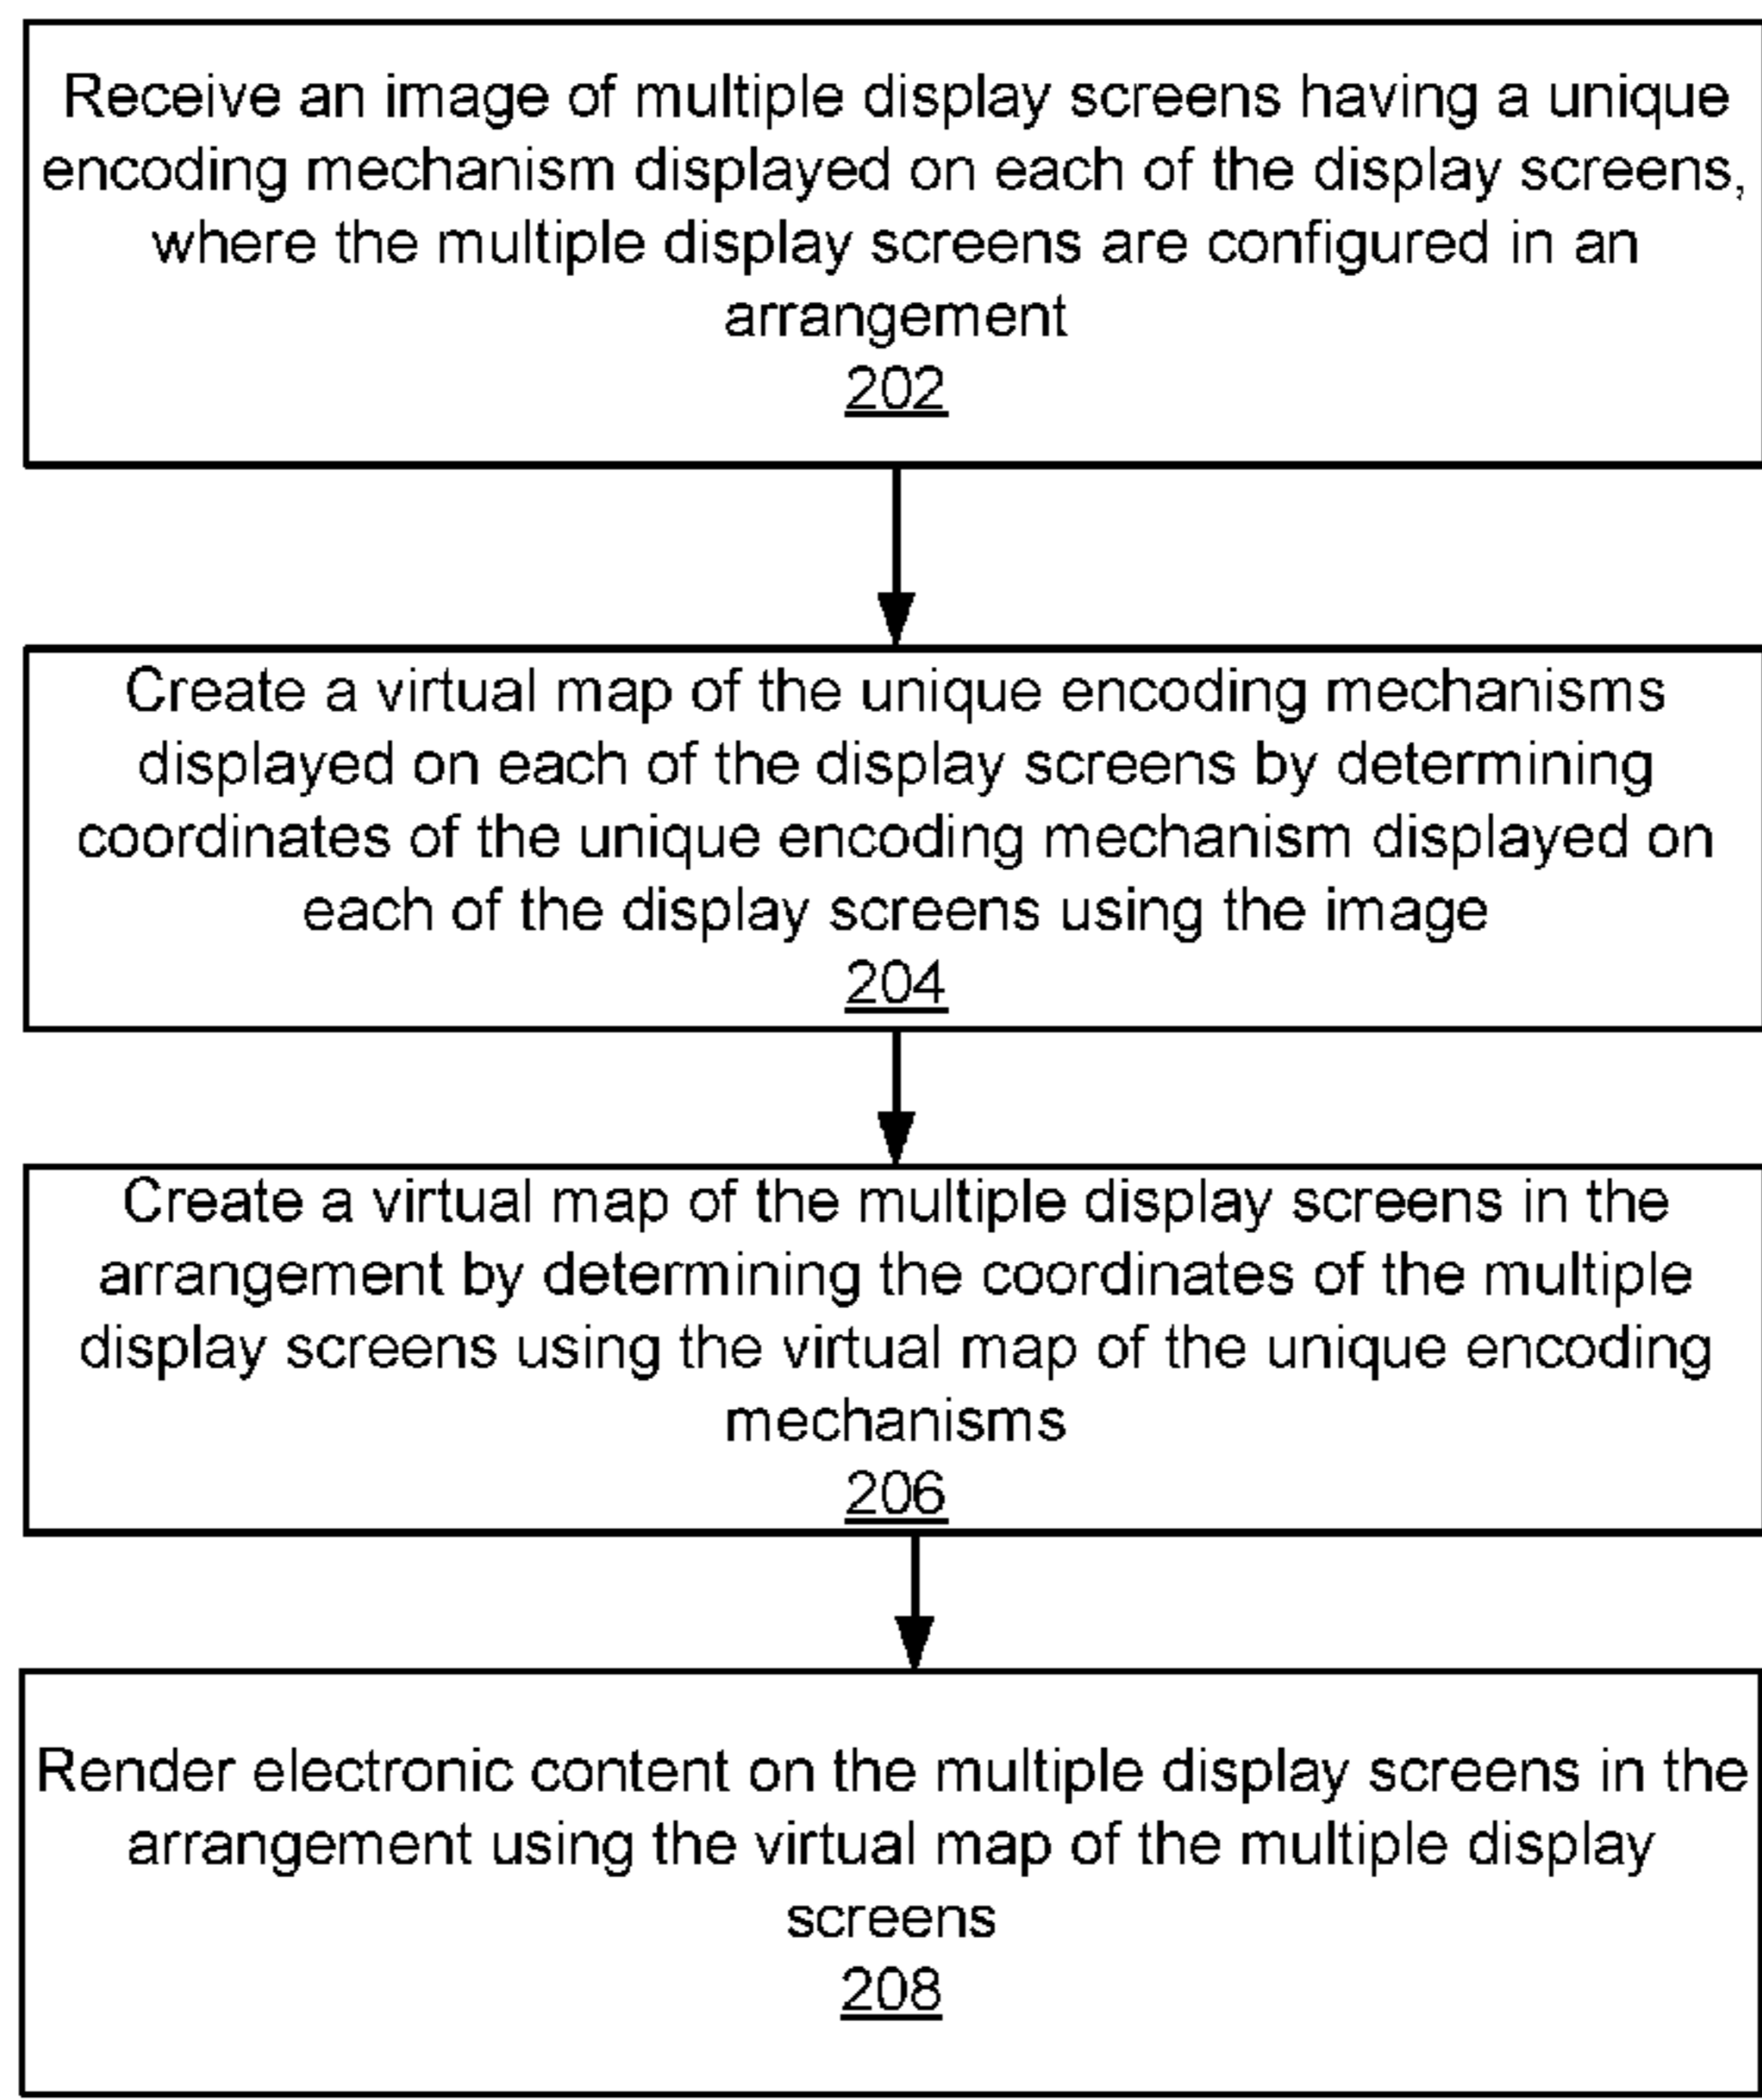 Receive an image of multiple display screens having a unique
encoding mechanism displayed on each of the display screens,
where the multiple display screens are configured in an
arrangement
202
Create a virtual map of the unique encoding mechanisms
displayed on each of the display screens by determining
coordinates of the unique encoding mechanism displayed on
each of the display screens using the image
204
Create a virtual map of the multiple display screens in the
arrangement by determining the coordinates of the multiple
display screens using the virtual map of the unique encoding
mechanisms
206
Render electronic content on the multiple display screens in the
arrangement using the virtual map of the multiple display
screens
208